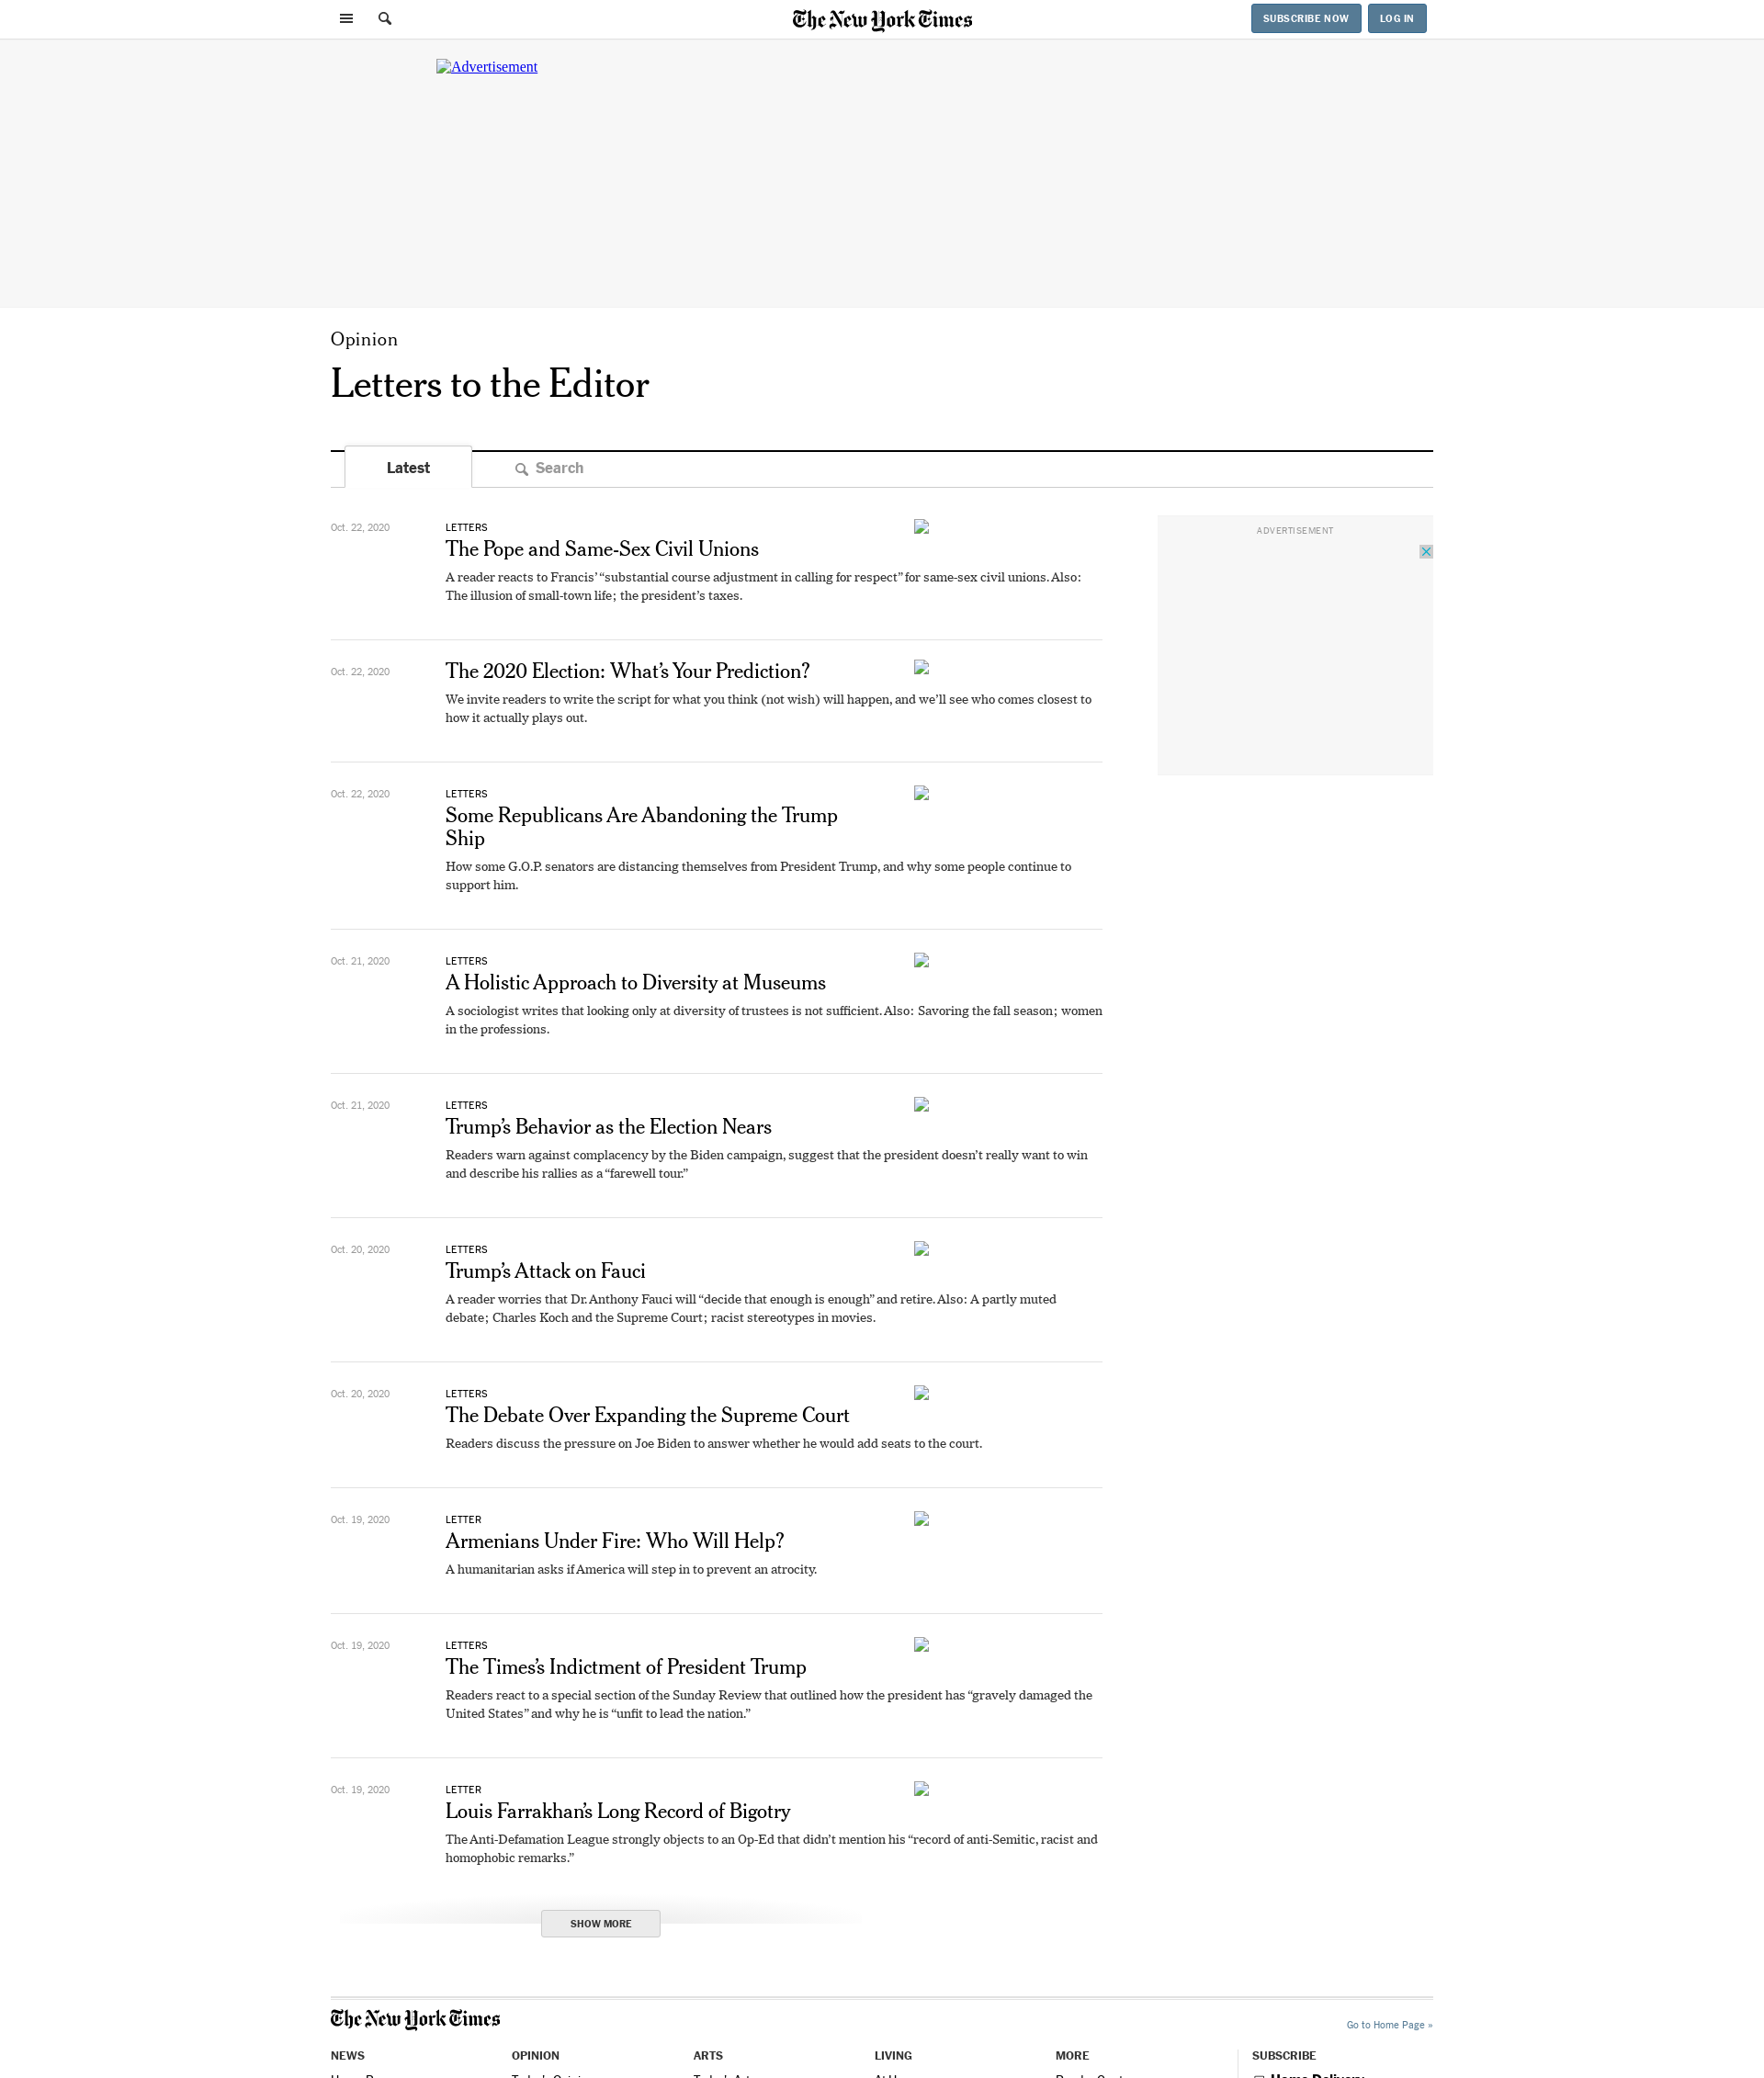 The New York Times
SUBSCRIBE NOW
LOG IN
Advertisement
Opinion
Letters to the Editor
Latest
Search
Oct. 22, 2020
LETTERS
The Pope and Same-Sex Civil Unions
A reader reacts to Francis’ “substantial course adjustment in calling for respect” for same-sex civil unions. Also:
The illusion of small-town life; the president’s taxes.
ADVERTISEMENT
Oct. 22, 2020
The 2020 Election: What’s Your Prediction?
We invite readers to write the script for what you think (not wish) will happen, and we’ll see who comes closest to
how it actually plays out.
Oct. 22, 2020
LETTERS
Some Republicans Are Abandoning the Trump
Ship
How some G.O.P. senators are distancing themselves from President Trump, and why some people continue to
support him.
Oct. 21, 2020
LETTERS
A Holistic Approach to Diversity at Museums
A sociologist writes that looking only at diversity of trustees is not sufficient. Also: Savoring the fall season; women
in the professions.
Oct. 21, 2020
LETTERS
Trump’s Behavior as the Election Nears
Readers warn against complacency by the Biden campaign, suggest that the president doesn’t really want to win
and describe his rallies as a “farewell tour.”
Oct. 20, 2020
LETTERS
Trump’s Attack on Fauci
A reader worries that Dr. Anthony Fauci will “decide that enough is enough” and retire. Also: A partly muted
debate; Charles Koch and the Supreme Court; racist stereotypes in movies.
Oct. 20, 2020
LETTERS
The Debate Over Expanding the Supreme Court
Readers discuss the pressure on Joe Biden to answer whether he would add seats to the court.
Oct. 19, 2020
LETTER
Armenians Under Fire: Who Will Help?
A humanitarian asks if America will step in to prevent an atrocity.
Oct. 19, 2020
LETTERS
The Times’s Indictment of President Trump
Readers react to a special section of the Sunday Review that outlined how the president has “gravely damaged the
United States” and why he is “unfit to lead the nation.”
Oct. 19, 2020
LETTER
Louis Farrakhan’s Long Record of Bigotry
The Anti-Defamation League strongly objects to an Op-Ed that didn’t mention his “record of anti-Semitic, racist and
homophobic remarks.”
SHOW MORE
The New York Times
Go to Home Page »
NEWS
OPINION
ARTS
LIVING
MORE
SUBSCRIBE
Home Delivery